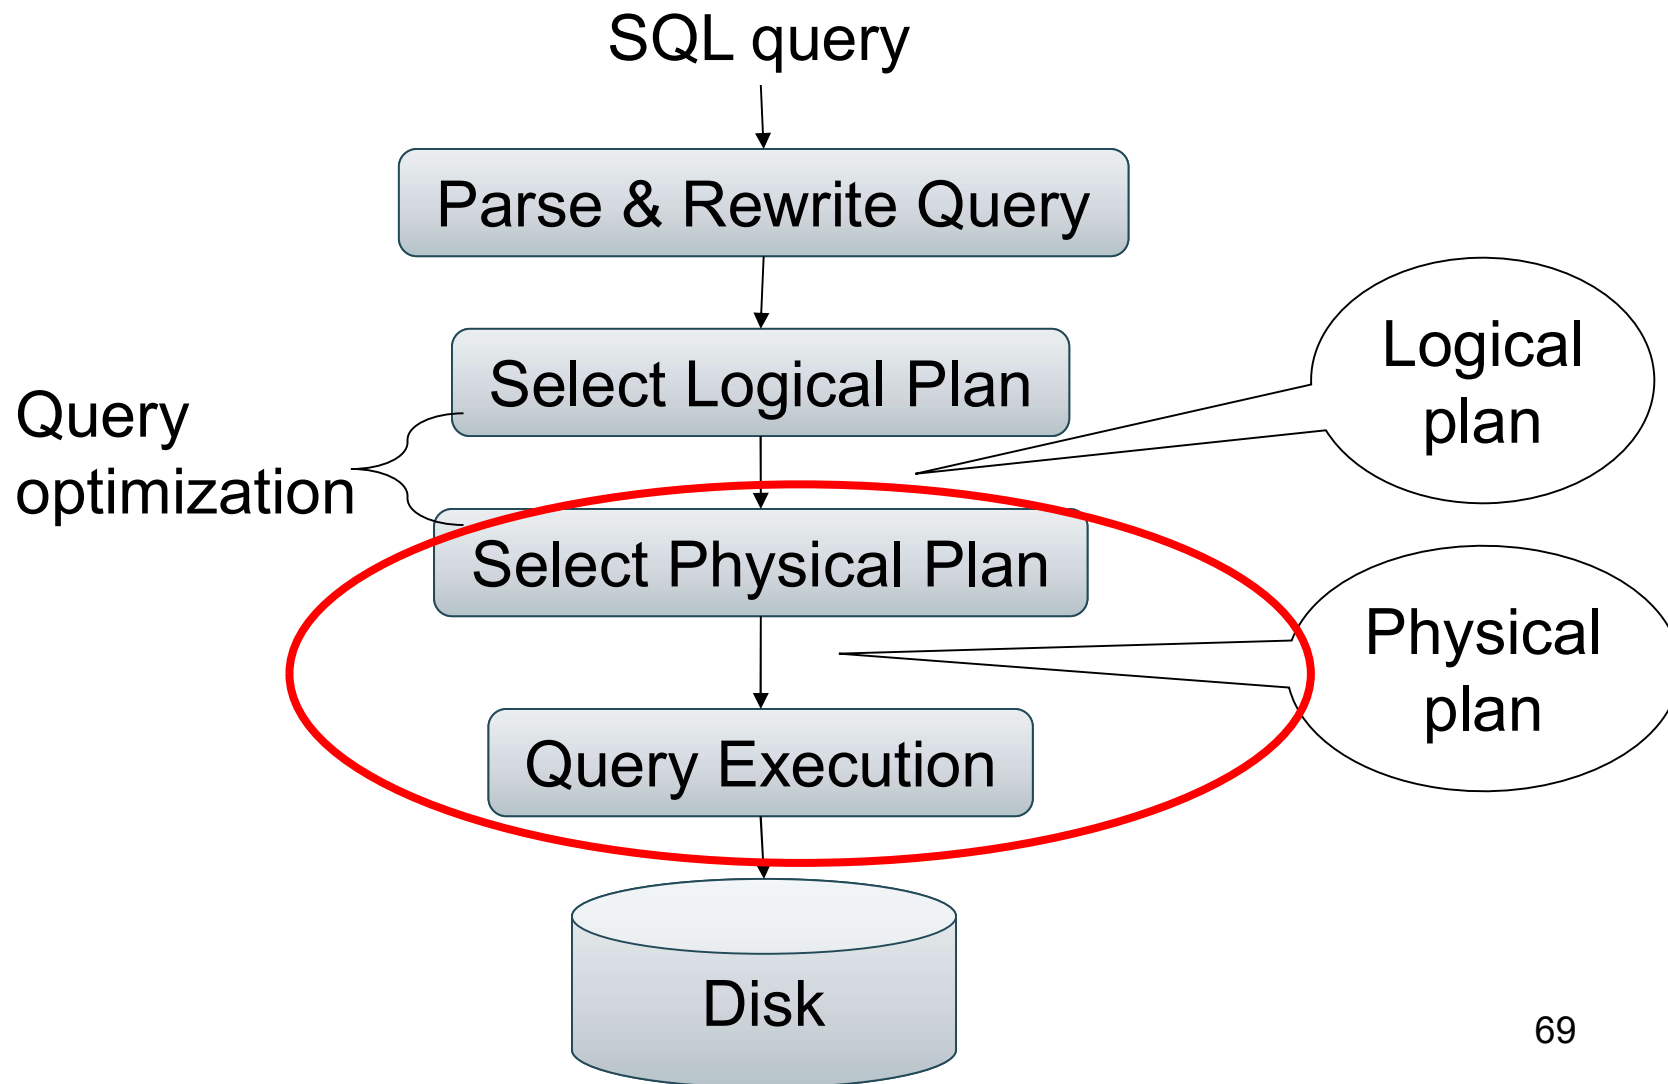 SQL query
Parse & Rewrite Query
Select Logical Plan
Logical
plan
Query
optimization
Select Physical Plan
Physical
plan
Query Execution
Disk
69